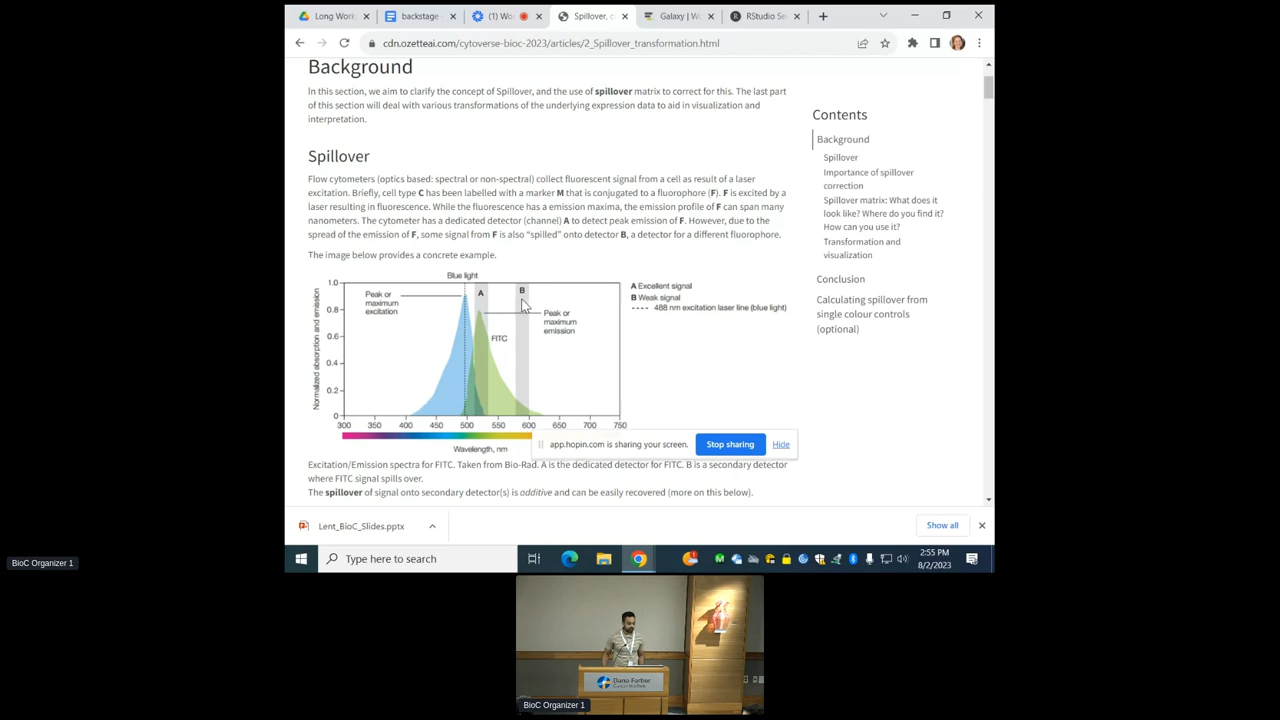 Long Work
backstage -
(1) Wo
Spillover, c
Galaxy | W
RStudio Se
cdn.ozetteai.com/cytoverse-bioc-2023/articles/2_Spillover_transformation.html
Background
In this section, we aim to clarify the concept of Spillover, and the use of spillover matrix to correct for this. The last part
of this section will deal with various transformations of the underlying expression data to aid in visualization and
interpretation.
Spillover
Flow cytometers (optics based: spectral or non-spectral) collect fluorescent signal from a cell as result of a laser
excitation. Briefly, cell type C has been labelled with a marker M that is conjugated to a fluorophore (F). F is excited by a
laser resulting in fluorescence. While the fluorescence has a emission maxima, the emission profile of F can span many
nanometers. The cytometer has a dedicated detector (channel) A to detect peak emission of F. However, due to the
spread of the emission of F, some signal from F is also “spilled” onto detector B, a detector for a different fluorophore.
The image below provides a concrete example.
Blue light
1.0
0.8
0.6
0.4
0.2
0
Normalized absorption and emission
Peak or
maximum
excitation
A
B
FITC
Peak or
maximum
emission
A Excellent signal
B Weak signal
488 nm excitation laser line (blue light)
300 350 400 450 500 550 600 650 700 750
Wavelength, nm
app.hopin.com is sharing your screen.
Stop sharing
Hide
Excitation/Emission spectra for FITC. Taken from Bio-Rad. A is the dedicated detector for FITC. B is a secondary detector
where FITC signal spills over.
The spillover of signal onto secondary detector(s) is additive and can be easily recovered (more on this below).
Contents
Background
Spillover
Importance of spillover
correction
Spillover matrix: What does it
look like? Where do you find it?
How can you use it?
Transformation and
visualization
Conclusion
Calculating spillover from
single colour controls
(optional)
Lent_BioC_Slides.pptx
Show all
Type here to search
2:55 PM
8/2/2023
BioC Organizer 1
Dana-Farber
BioC Organizer 1